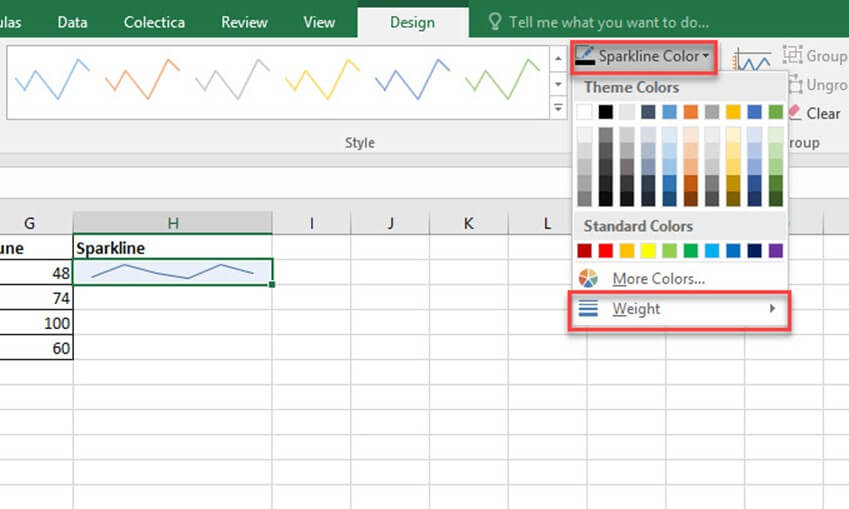 ulas Data Colectica Review View Design Tell me what you want to do...
Sparkline Color
Group
Ungro
Clear
Style
roup
Theme Colors
Standard Colors
More Colors...
Weight
G H I J K L
une Sparkline
48
74
100
60